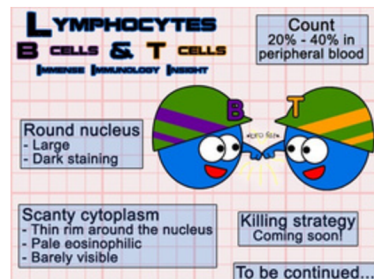 Lymphocytes
B cells & T cells
Immense Immunology Insight
Count
20% - 40% in
peripheral blood
B T
Round nucleus
- Large
- Dark staining
Scanty cytoplasm
- Thin rim around the nucleus
- Pale eosinophilic
- Barely visible
Killing strategy
Coming soon!
To be continued...